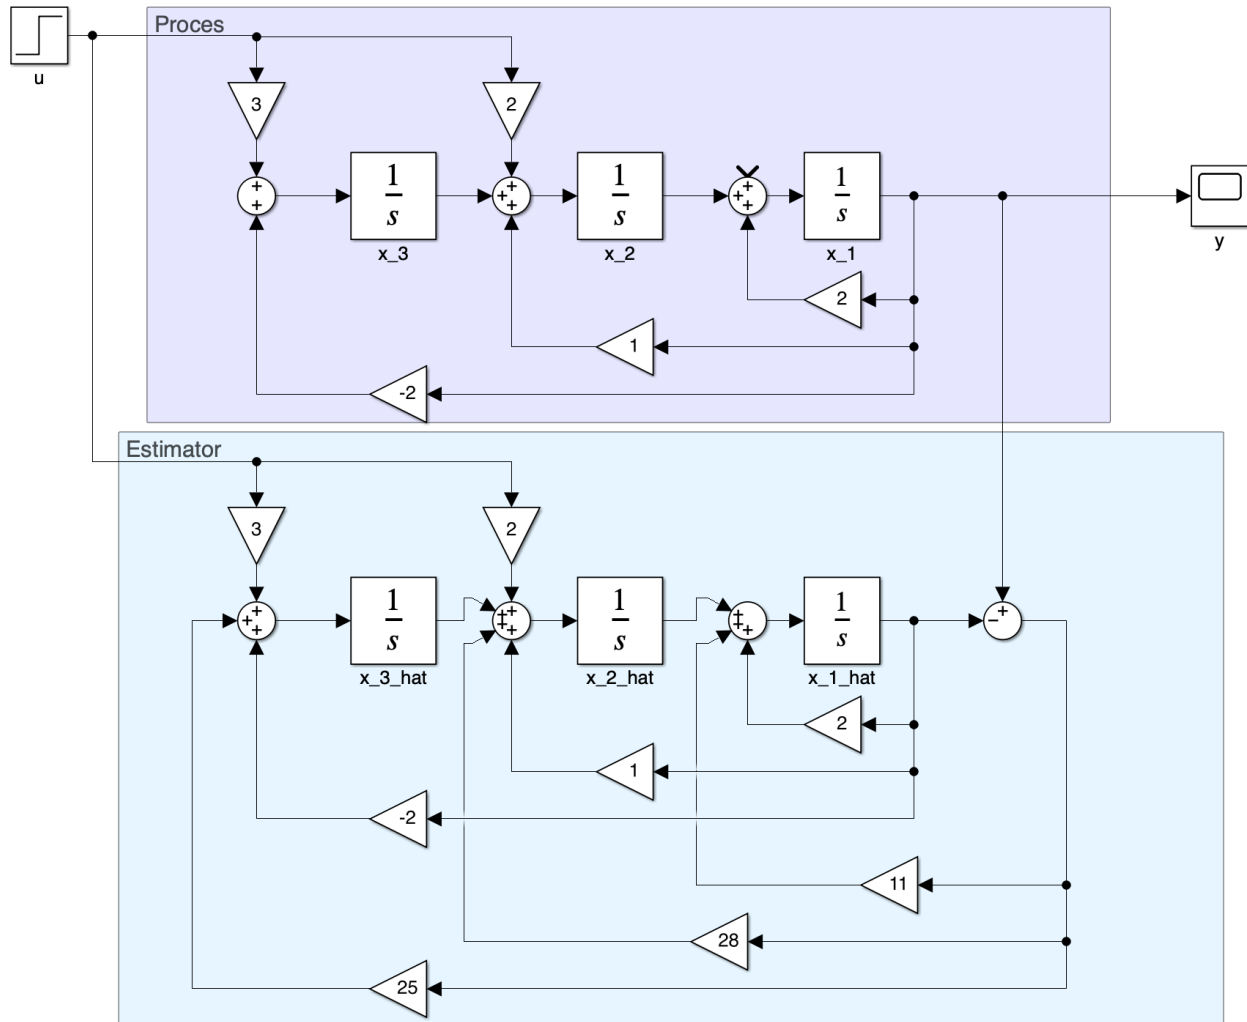 Proces
u
3
2
+
+
1
s
x_3
+
+
+
1
s
x_2
+
+
+
1
s
x_1
y
2
1
-2
Estimator
3
2
+
+
+
1
s
x_3_hat
+
+
+
+
1
s
x_2_hat
+
+
+
1
s
x_1_hat
+
−
2
1
-2
11
28
25